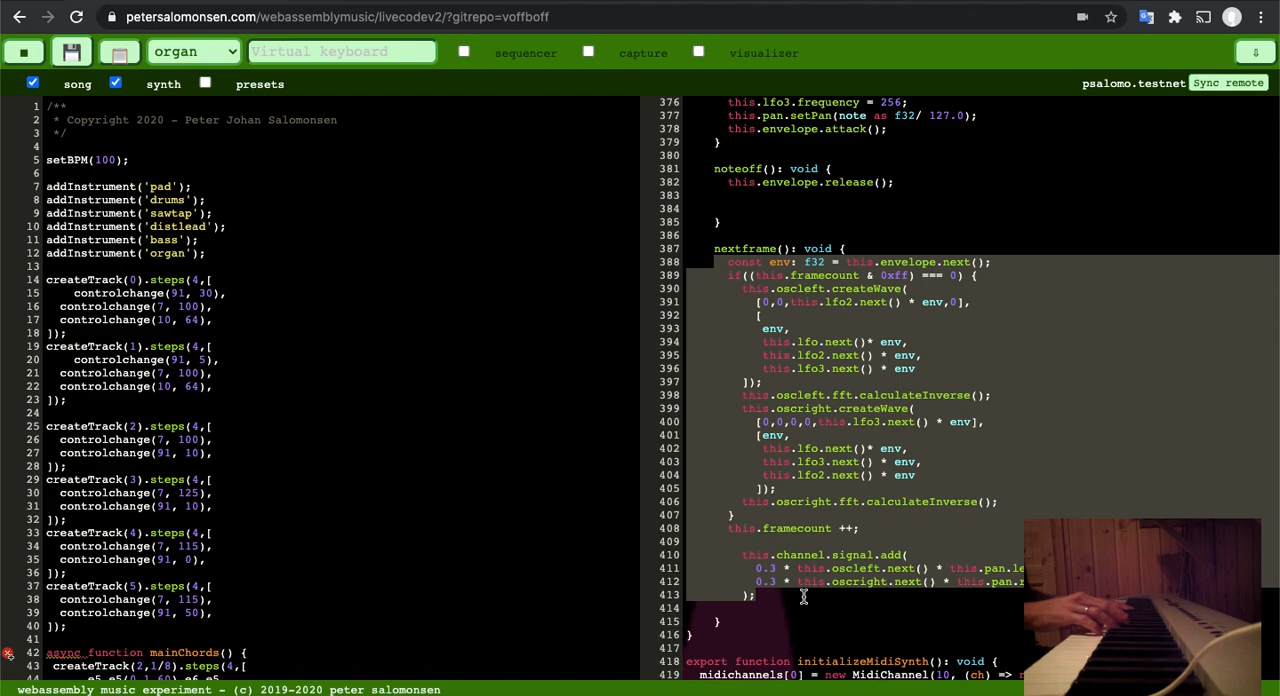 petersalomonsen.com/webassemblymusic/livecodev2/?gitrepo=voffboff
organ
Virtual keyboard
sequencer
capture
visualizer
song
synth
presets
psalomo.testnet
Sync remote
1 /**
2 * Copyright 2020 - Peter Johan Salomonsen
3 */
4
5 setBPM(100);
6
7 addInstrument('pad');
8 addInstrument('drums');
9 addInstrument('sawtap');
10 addInstrument('distlead');
11 addInstrument('bass');
12 addInstrument('organ');
13
14 createTrack(0).steps(4,[
15 controlchange(91, 30),
16 controlchange(7, 100),
17 controlchange(10, 64),
18 ]);
19 createTrack(1).steps(4,[
20 controlchange(91, 5),
21 controlchange(7, 100),
22 controlchange(10, 64),
23 ]);
24
25 createTrack(2).steps(4,[
26 controlchange(7, 100),
27 controlchange(91, 10),
28 ]);
29 createTrack(3).steps(4,[
30 controlchange(7, 125),
31 controlchange(91, 10),
32 ]);
33 createTrack(4).steps(4,[
34 controlchange(7, 115),
35 controlchange(91, 0),
36 ]);
37 createTrack(5).steps(4,[
38 controlchange(7, 115),
39 controlchange(91, 50),
40 ]);
41
42 async function mainChords() {
43 createTrack(2,1/8).steps(4,[
44
376 this.lfo3.frequency = 256;
377 this.pan.setPan(note as f32/ 127.0);
378 this.envelope.attack();
379 }
380
381 noteoff(): void {
382 this.envelope.release();
383
384
385 }
386
387 nextframe(): void {
388 const env: f32 = this.envelope.next();
389 if((this.framecount & 0xff) === 0) {
390 this.oscleft.createWave(
391 [0,0,this.lfo2.next() * env,0],
392 [
393 env,
394 this.lfo.next()* env,
395 this.lfo2.next() * env,
396 this.lfo3.next() * env
397 ]);
398 this.oscleft.fft.calculateInverse();
399 this.oscright.createWave(
400 [0,0,0,0,this.lfo3.next() * env],
401 [env,
402 this.lfo.next()* env,
403 this.lfo3.next() * env,
404 this.lfo2.next() * env
405 ]);
406 this.oscright.fft.calculateInverse();
407 }
408 this.framecount ++;
409
410 this.channel.signal.add(
411 0.3 * this.oscleft.next() * this.pan.le
412 0.3 * this.oscright.next() * this.pan.r
413 );
414
415 }
416 }
417
418 export function initializeMidiSynth(): void {
419 midichannels[0] = new MidiChannel(10, (ch) => n
webassembly music experiment - (c) 2019-2020 peter salomonsen